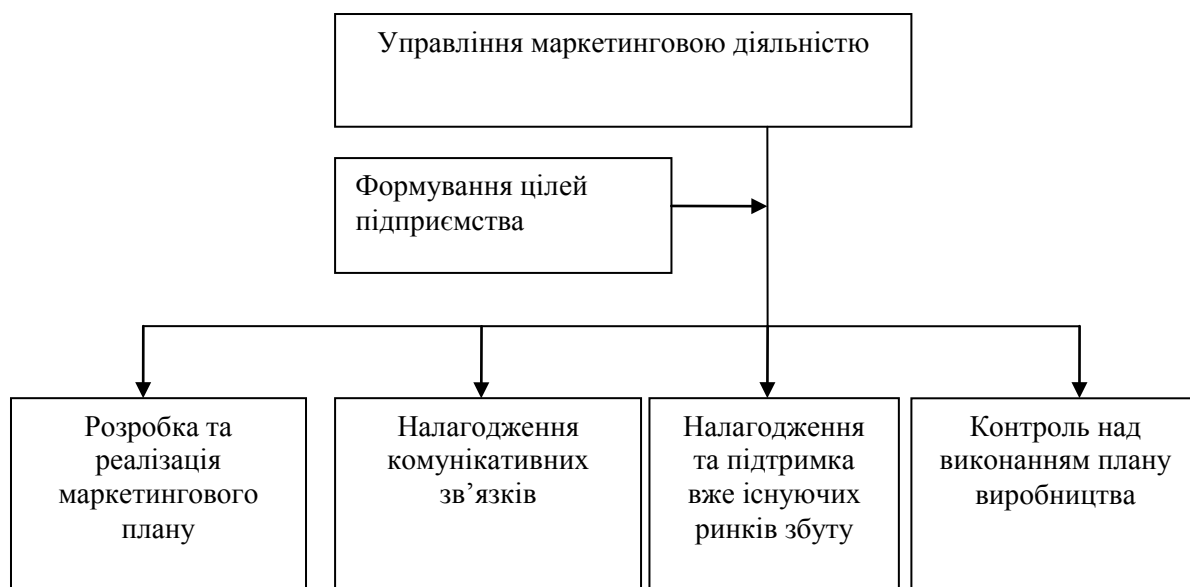 Управління маркетинговою діяльністю
Формування цілей
підприємства
Розробка та
реалізація
маркетингового
плану
Налагодження
комунікативних
зв’язків
Налагодження
та підтримка
вже існуючих
ринків збуту
Контроль над
виконанням плану
виробництва